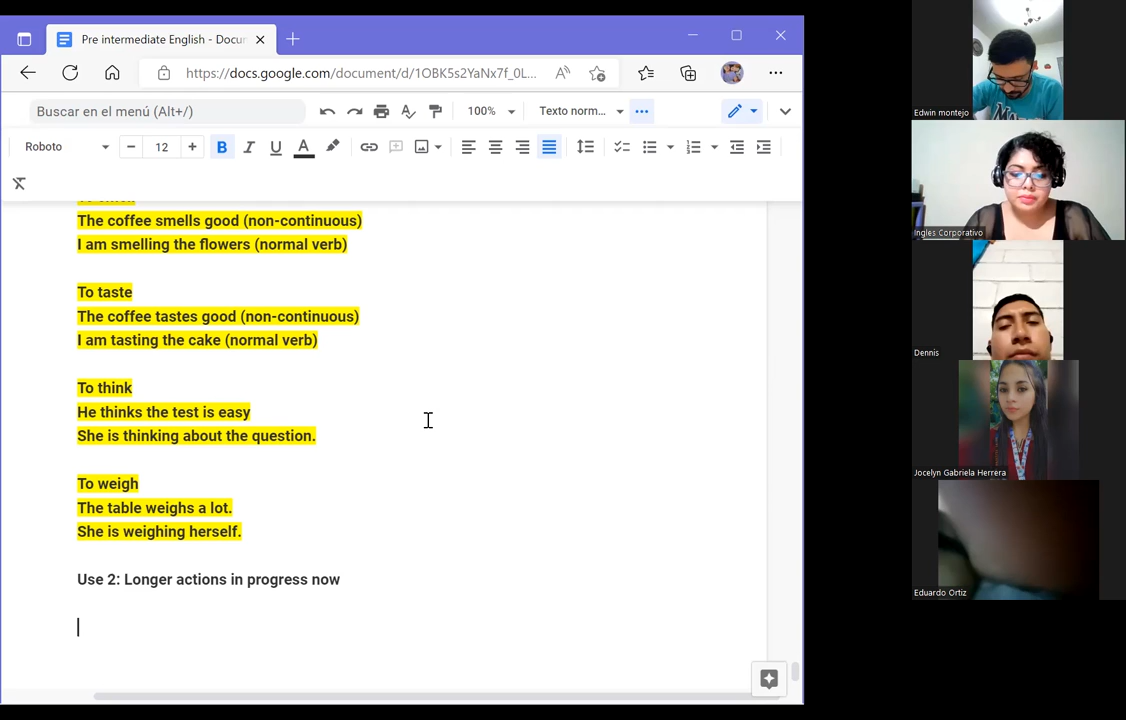 Pre intermediate English - Docur
https://docs.google.com/document/d/1OBK5s2YaNx7f_0L...
Buscar en el menú (Alt+/)
100%
Texto norm...
Roboto
12
The coffee smells good (non-continuous)
I am smelling the flowers (normal verb)
To taste
The coffee tastes good (non-continuous)
I am tasting the cake (normal verb)
To think
He thinks the test is easy
She is thinking about the question.
To weigh
The table weighs a lot.
She is weighing herself.
Use 2: Longer actions in progress now
Edwin montejo
Ingles Corporativo
Dennis
Jocelyn Gabriela Herrera
Eduardo Ortiz